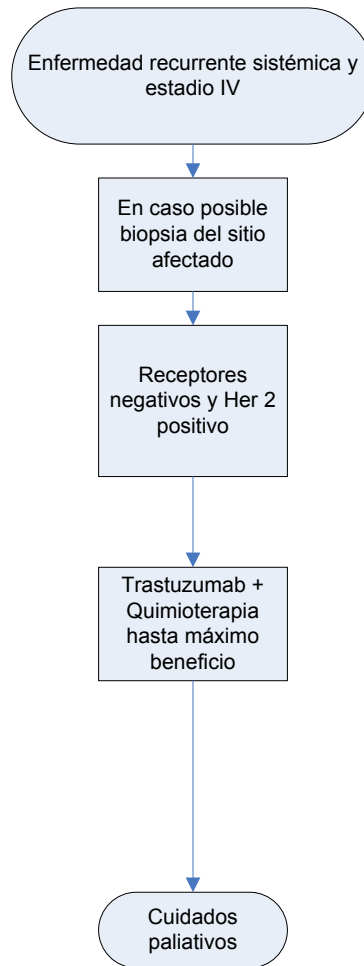 Enfermedad recurrente sistémica y
estadio IV
En caso posible
biopsia del sitio
afectado
Receptores
negativos y Her 2
positivo
Trastuzumab +
Quimioterapia
hasta máximo
beneficio
Cuidados
paliativos